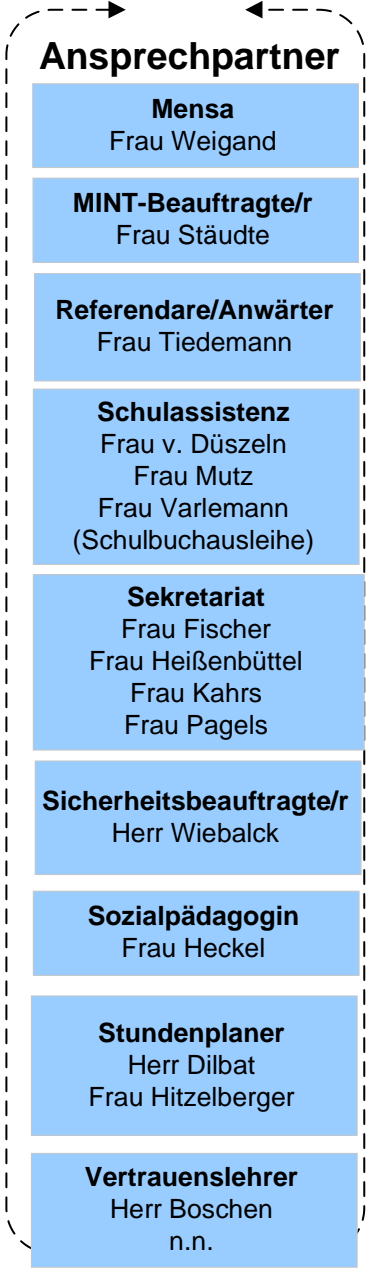 Ansprechpartner
Mensa
Frau Weigand
MINT-Beauftragte/r
Frau Stäudte
Referendare/Anwärter
Frau Tiedemann
Schulassistenz
Frau v. Düszeln
Frau Mutz
Frau Varlemann
(Schulbuchausleihe)
Sekretariat
Frau Fischer
Frau Heißenbüttel
Frau Kahrs
Frau Pagels
Sicherheitsbeauftragte/r
Herr Wiebalck
Sozialpädagogin
Frau Heckel
Stundenplaner
Herr Dilbat
Frau Hitzelberger
Vertrauenslehrer
Herr Boschen
n.n.